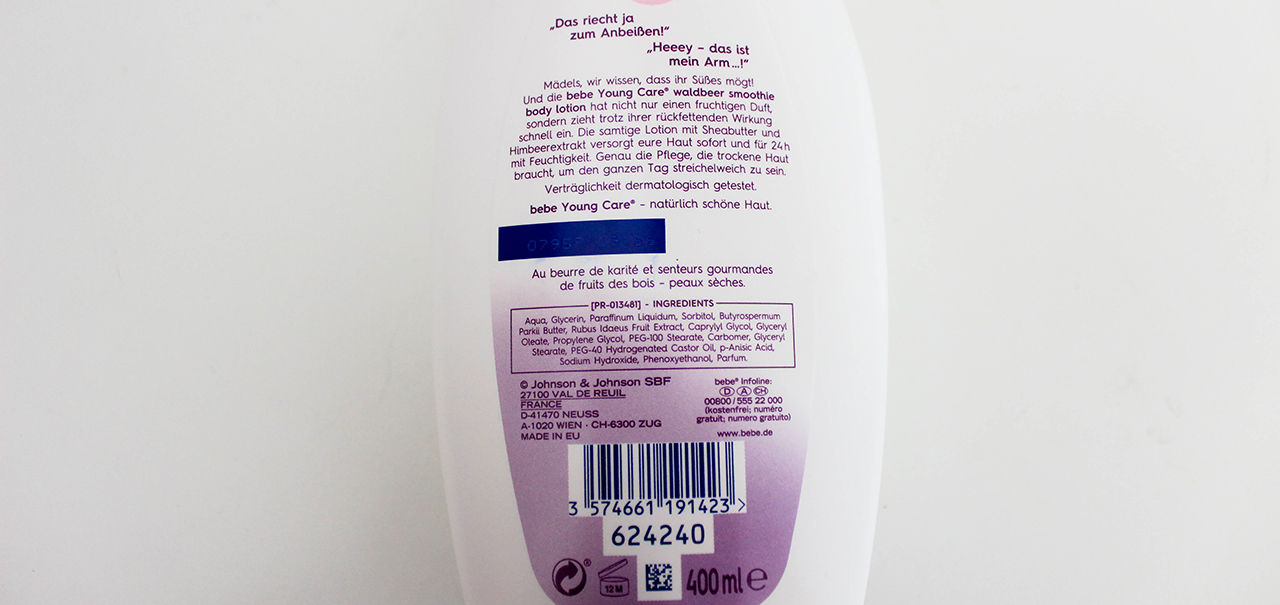 „Das riecht ja
zum Anbeißen!“
„Heeey – das ist
mein Arm...!“
Mädels, wir wissen, dass ihr Süßes mögt!
Und die bebe Young Care® waldbeer smoothie
body lotion hat nicht nur einen fruchtigen Duft,
sondern zieht trotz ihrer rückfettenden Wirkung
schnell ein. Die samtige Lotion mit Sheabutter und
Himbeerextrakt versorgt eure Haut sofort und für 24h
mit Feuchtigkeit. Genau die Pflege, die trockene Haut
braucht, um den ganzen Tag streichelweich zu sein.
Verträglichkeit dermatologisch getestet.
bebe Young Care® – natürlich schöne Haut.
Au beurre de karité et senteurs gourmandes
de fruits des bois – peaux sèches.
[PR-013481] - INGREDIENTS
Aqua, Glycerin, Paraffinum Liquidum, Sorbitol, Butyrospermum
Parkii Butter, Rubus Idaeus Fruit Extract, Caprylyl Glycol, Glyceryl
Oleate, Propylene Glycol, PEG-100 Stearate, Carbomer, Glyceryl
Stearate, PEG-40 Hydrogenated Castor Oil, p-Anisic Acid,
Sodium Hydroxide, Phenoxyethanol, Parfum.
© Johnson & Johnson SBF
27100 VAL DE REUIL
FRANCE
D-41470 NEUSS
A-1020 WIEN · CH-6300 ZUG
MADE IN EU
bebe® Infoline:
D A CH
00800/555 22 000
(kostenfrei; numéro
gratuit; numero gratuito)
www.bebe.de
3 574661 191423 >
624240
® 12 M 400 ml e